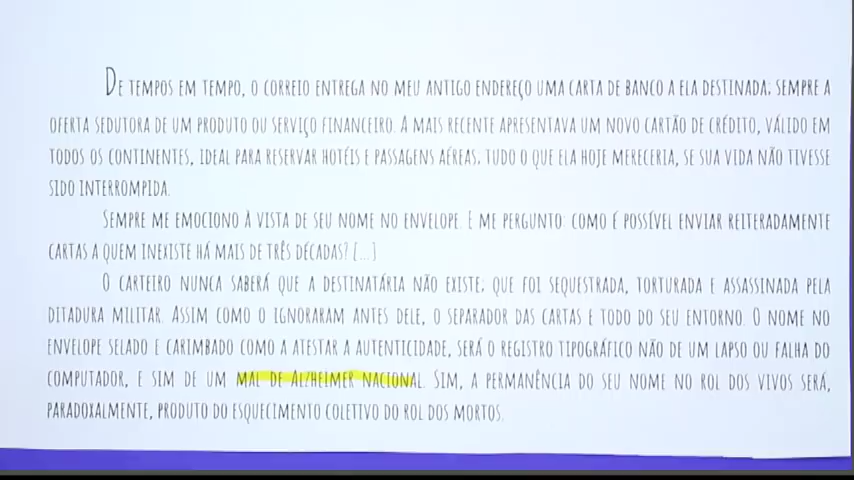 DE TEMPOS EM TEMPO, O CORREIO ENTREGA NO MEU ANTIGO ENDEREÇO UMA CARTA DE BANCO A ELA DESTINADA; SEMPRE A
OFERTA SEDUTORA DE UM PRODUTO OU SERVIÇO FINANCEIRO. A MAIS RECENTE APRESENTAVA UM NOVO CARTÃO DE CRÉDITO, VÁLIDO EM
TODOS OS CONTINENTES, IDEAL PARA RESERVAR HOTÉIS E PASSAGENS AÉREAS; TUDO O QUE ELA HOJE MERECERIA, SE SUA VIDA NÃO TIVESSE
SIDO INTERROMPIDA.
SEMPRE ME EMOCIONO À VISTA DE SEU NOME NO ENVELOPE. E ME PERGUNTO: COMO É POSSÍVEL ENVIAR REITERADAMENTE
CARTAS A QUEM INEXISTE HÁ MAIS DE TRÊS DÉCADAS? [...]
O CARTEIRO NUNCA SABERÁ QUE A DESTINATÁRIA NÃO EXISTE; QUE FOI SEQUESTRADA, TORTURADA E ASSASSINADA PELA
DITADURA MILITAR. ASSIM COMO O IGNORARAM ANTES DELE, O SEPARADOR DAS CARTAS E TODO DO SEU ENTORNO. O NOME NO
ENVELOPE SELADO E CARIMBADO COMO A ATESTAR A AUTENTICIDADE, SERÁ O REGISTRO TIPOGRÁFICO NÃO DE UM LAPSO OU FALHA DO
COMPUTADOR, E SIM DE UM MAL DE ALZHEIMER NACIONAL. SIM, A PERMANÊNCIA DO SEU NOME NO ROL DOS VIVOS SERÁ,
PARADOXALMENTE, PRODUTO DO ESQUECIMENTO COLETIVO DO ROL DOS MORTOS.